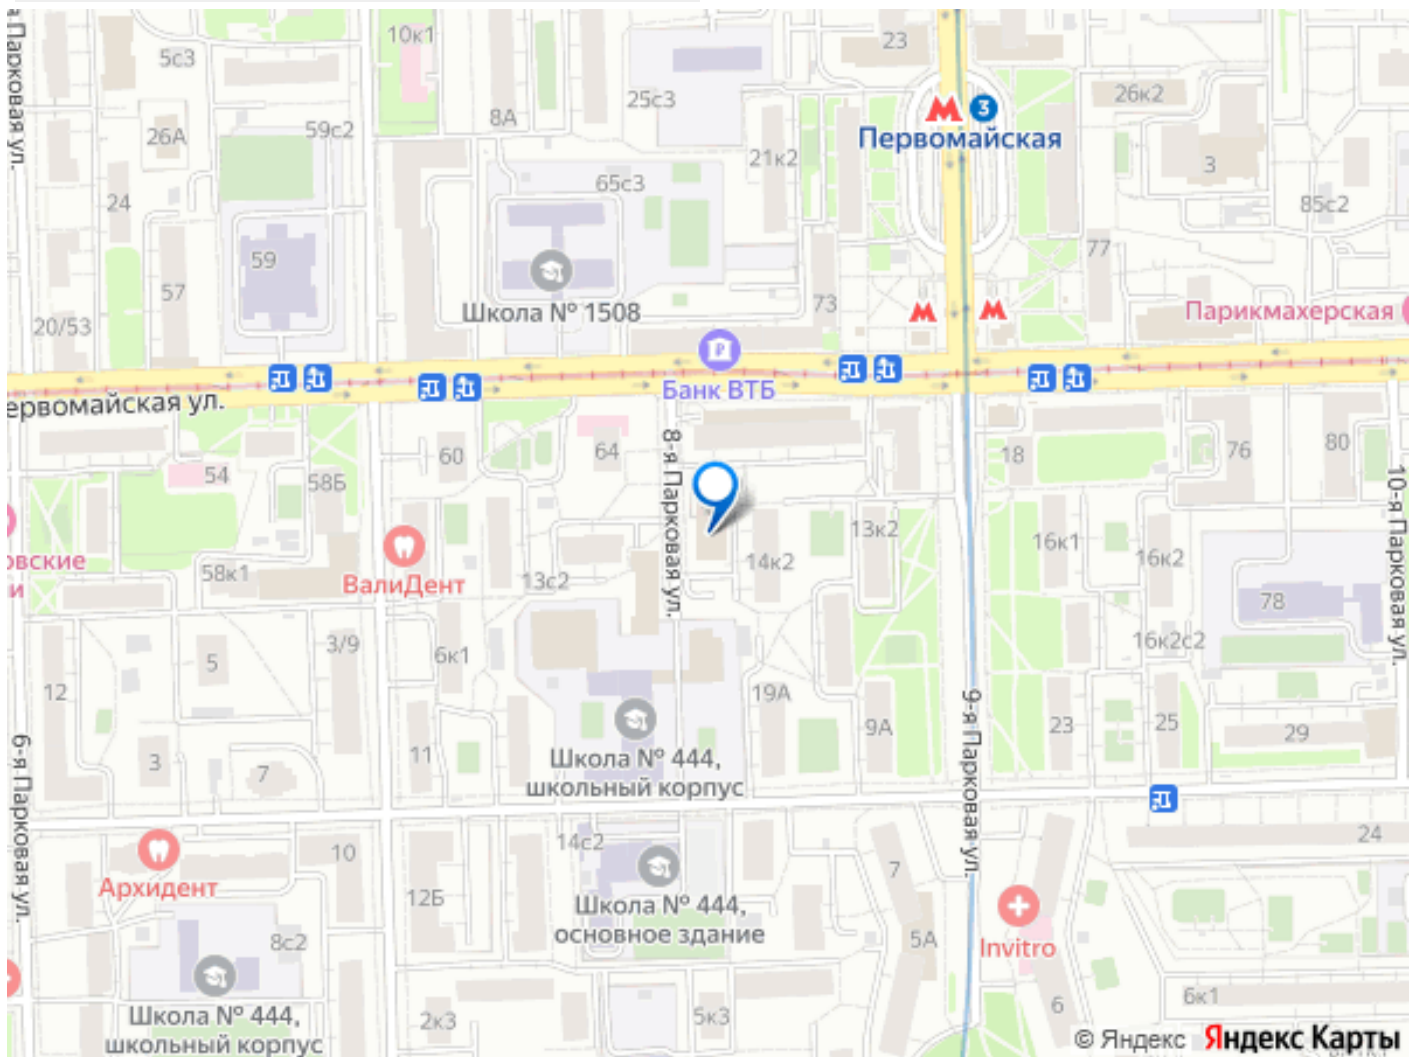 10к1
23
5с3
я Парковая ул.
25с3
8А
26к2
3
Первомайская
59с2
26А
21к2
3
65с3
24
85с2
59
77
57
73
Школа № 1508
Парикмахерская
20/53
Банк ВТБ
ервомайская ул.
64
60
8-я Парковая ул.
18
76
80
54
58Б
10-я Парковая ул.
13к2
16к1
16к2
овские
и
58к1
ВалиДент
13с2
14к2
78
3/9
5
6к1
16к2с2
12
19А
9А
23
25
29
9-я Парковая ул.
11
3
7
6-я Парковая ул.
Школа № 444,
школьный корпус
24
10
14с2
7
Архидент
12Б
Школа № 444,
основное здание
8с2
5А
Invitro
6к1
6
Школа № 444,
школьный корпус
2к3
5к3
© Яндекс Яндекс Карты